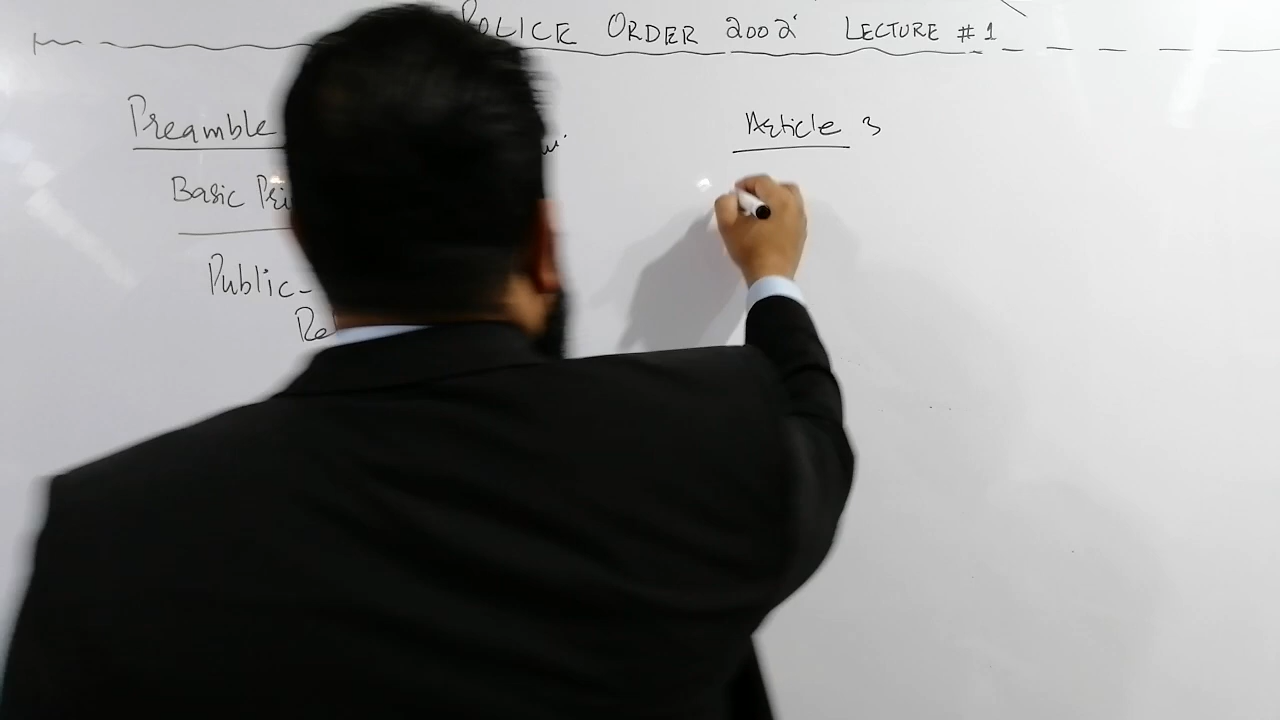 POLICE ORDER 2002' LECTURE # 1
Preamble
Basic Pri
Public-
Re
Article 3